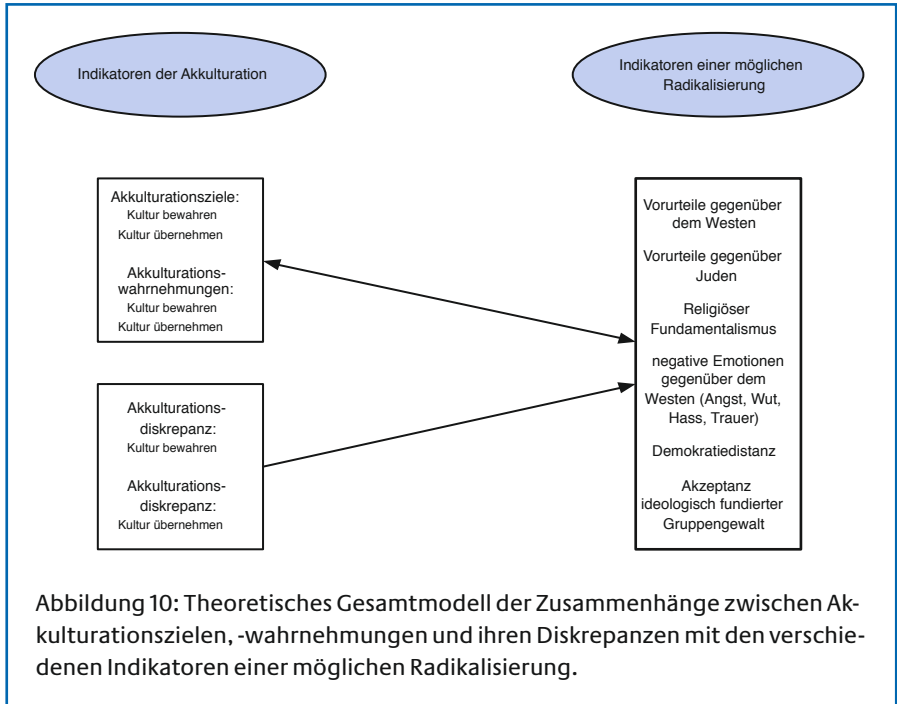 Indikatoren der Akkulturation
Indikatoren einer möglichen
Radikalisierung
Akkulturationsziele:
Kultur bewahren
Kultur übernehmen
Akkulturations-
wahrnehmungen:
Kultur bewahren
Kultur übernehmen
Akkulturations-
diskrepanz:
Kultur bewahren
Akkulturations-
diskrepanz:
Kultur übernehmen
Vorurteile gegenüber
dem Westen
Vorurteile gegenüber
Juden
Religiöser
Fundamentalismus
negative Emotionen
gegenüber dem
Westen (Angst, Wut,
Hass, Trauer)
Demokratiedistanz
Akzeptanz
ideologisch fundierter
Gruppengewalt
Abbildung 10: Theoretisches Gesamtmodell der Zusammenhänge zwischen Ak-
kulturationszielen, -wahrnehmungen und ihren Diskrepanzen mit den verschie-
denen Indikatoren einer möglichen Radikalisierung.